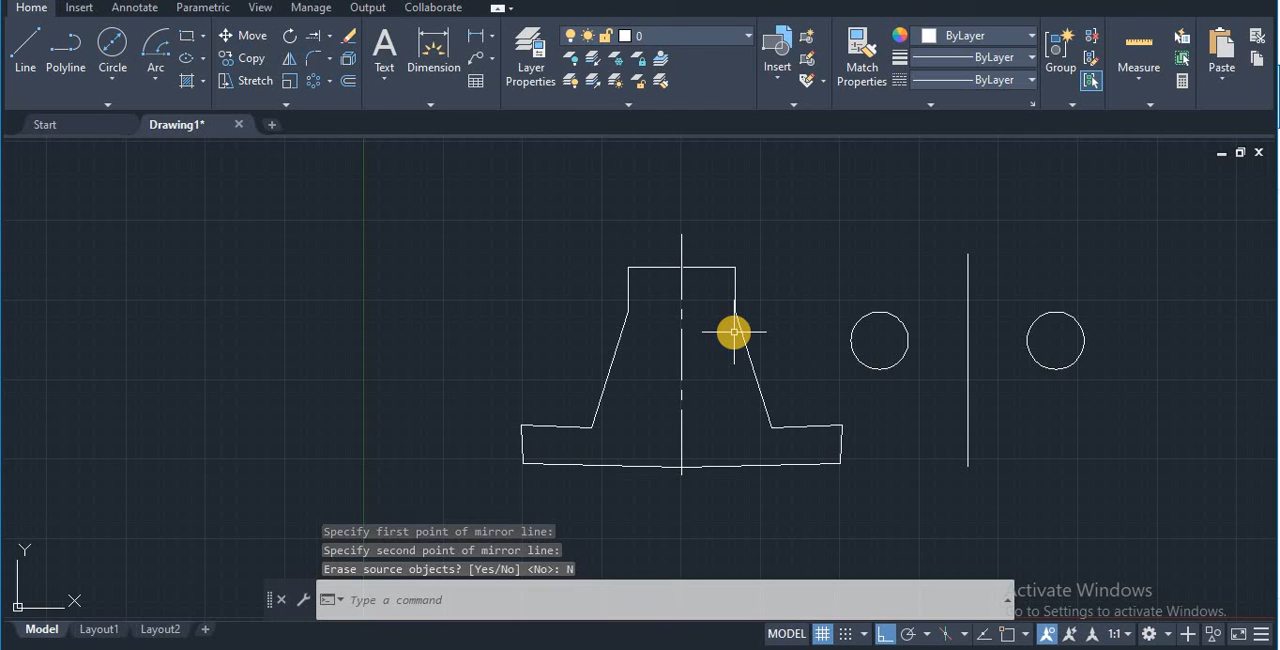 Home Insert Annotate Parametric View Manage Output Collaborate
Line Polyline Circle Arc
Move
Copy
Stretch
Text Dimension
Layer
Properties
0
Insert
Match
Properties
ByLayer
ByLayer
ByLayer
Group
Measure
Paste
Start Drawing1*
Specify first point of mirror line:
Specify second point of mirror line:
Erase source objects? [Yes/No] <No>: N
Type a command
Y
X
Activate Windows
Go to Settings to activate Windows.
Model Layout1 Layout2
MODEL 1:1